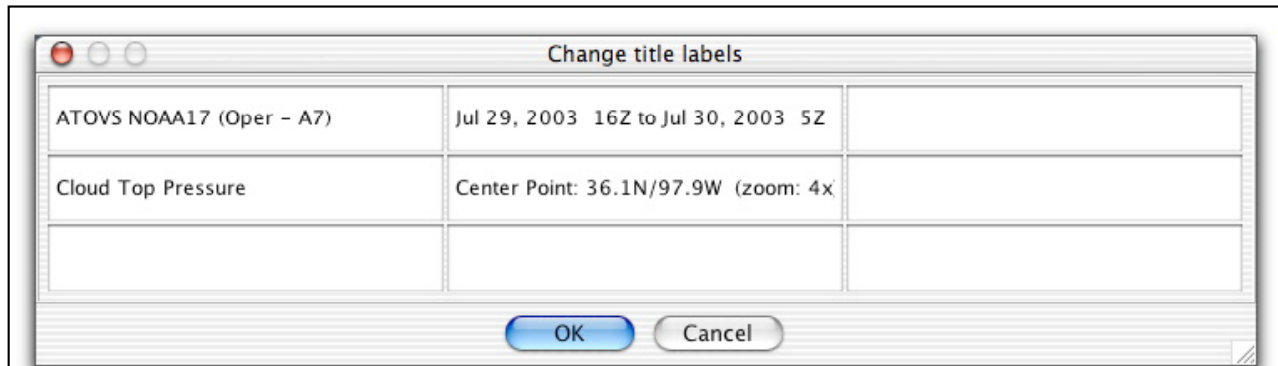 Change title labels
ATOVS NOAA17 (Oper - A7)
Jul 29, 2003  16Z to Jul 30, 2003  5Z
Cloud Top Pressure
Center Point: 36.1N/97.9W  (zoom: 4x)
OK
Cancel